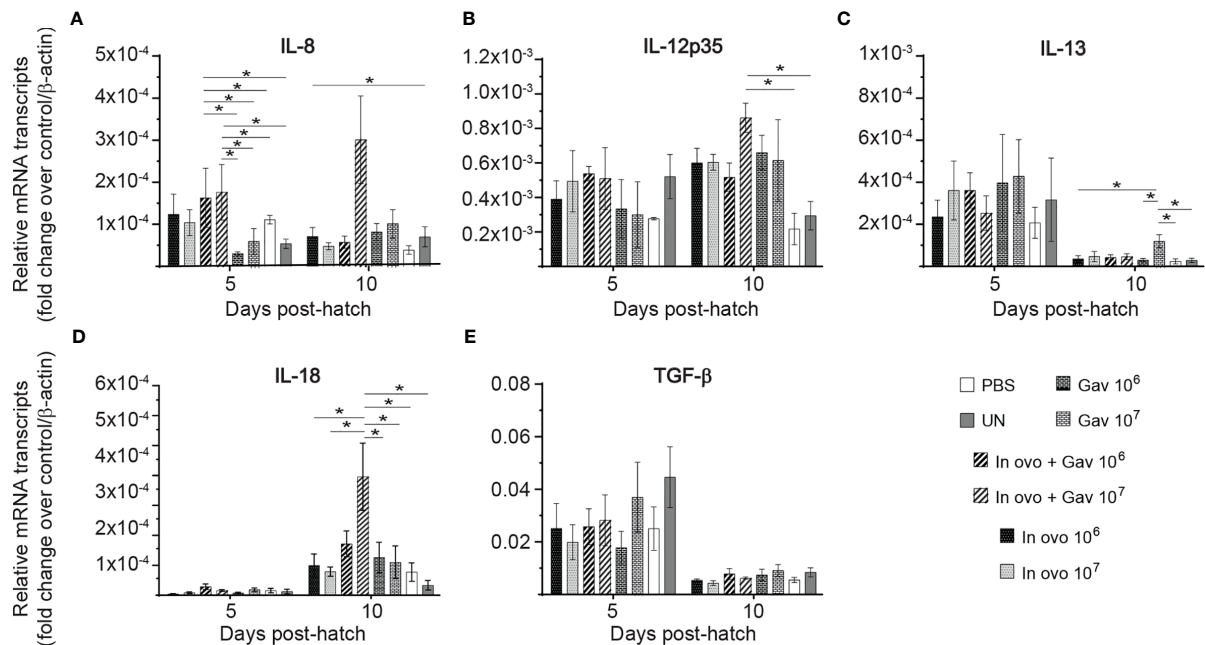 A
IL-8
Relative mRNA transcripts
(fold change over control/β-actin)
5x10⁻⁴
4x10⁻⁴
3x10⁻⁴
2x10⁻⁴
1x10⁻⁴
* * * * * * * * *
5 10
Days post-hatch
B
IL-12p35
1.2x10⁻³
1.0x10⁻³
0.8x10⁻³
0.6x10⁻³
0.4x10⁻³
0.2x10⁻³
* *
5 10
Days post-hatch
C
IL-13
1x10⁻³
8x10⁻⁴
6x10⁻⁴
4x10⁻⁴
2x10⁻⁴
* * * *
5 10
Days post-hatch
D
IL-18
Relative mRNA transcripts
(fold change over control/β-actin)
6x10⁻⁴
5x10⁻⁴
4x10⁻⁴
3x10⁻⁴
2x10⁻⁴
1x10⁻⁴
* * * * * *
5 10
Days post-hatch
E
TGF-β
0.08
0.06
0.04
0.02
5 10
Days post-hatch
PBS
Gav 10⁶
UN
Gav 10⁷
In ovo + Gav 10⁶
In ovo + Gav 10⁷
In ovo 10⁶
In ovo 10⁷